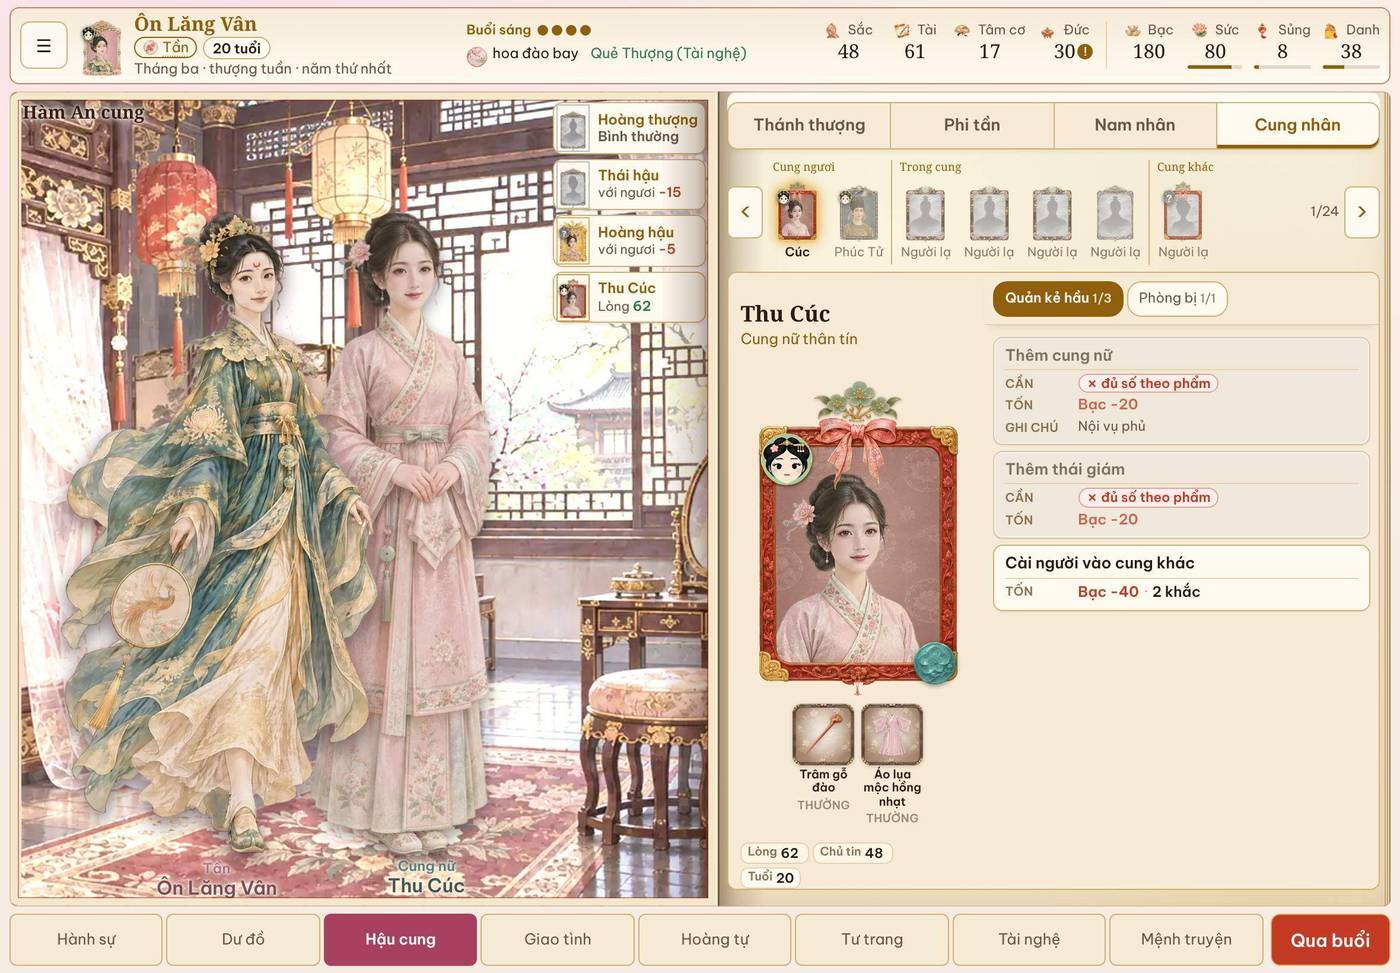 Ôn Lăng Vân
Tần
20 tuổi
Tháng ba · thượng tuần · năm thứ nhất
Buổi sáng
hoa đào bay
Quẻ Thượng (Tài nghệ)
Sắc
48
Tài
61
Tâm cơ
17
Đức
30 !
Bạc
180
Sức
80
Sủng
8
Danh
38
Hàm An cung
Hoàng thượng
Bình thường
Thái hậu
với ngươi -15
Hoàng hậu
với ngươi -5
Thu Cúc
Lòng 62
Tần
Ôn Lăng Vân
Cung nữ
Thu Cúc
Thánh thượng
Phi tần
Nam nhân
Cung nhân
Cung ngươi
Trong cung
Cung khác
Cúc
Phúc Tử
Người lạ
Người lạ
Người lạ
Người lạ
Người lạ
1/24
Thu Cúc
Cung nữ thân tín
Trâm gỗ
đào
THƯỜNG
Áo lụa
mộc hồng
nhạt
THƯỜNG
Lòng 62
Chủ tin 48
Tuổi 20
Quản kẻ hầu 1/3
Phòng bị 1/1
Thêm cung nữ
CẦN × đủ số theo phẩm
TỐN Bạc -20
GHI CHÚ Nội vụ phủ
Thêm thái giám
CẦN × đủ số theo phẩm
TỐN Bạc -20
Cài người vào cung khác
TỐN Bạc -40 · 2 khắc
Hành sự
Dư đồ
Hậu cung
Giao tình
Hoàng tự
Tư trang
Tài nghệ
Mệnh truyện
Qua buổi